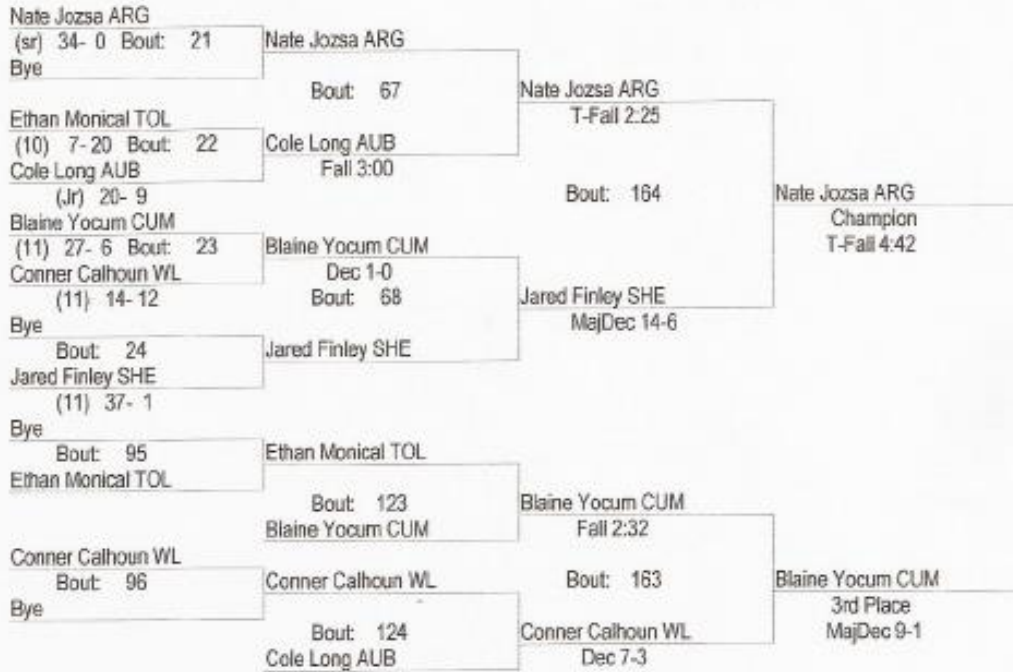 Nate Jozsa ARG
(sr) 34- 0 Bout: 21
Bye
Nate Jozsa ARG
Bout: 67
Ethan Monical TOL
(10) 7- 20 Bout: 22
Cole Long AUB
(Jr) 20- 9
Cole Long AUB
Fall 3:00
Nate Jozsa ARG
T-Fall 2:25
Bout: 164
Blaine Yocum CUM
(11) 27- 6 Bout: 23
Conner Calhoun WL
(11) 14- 12
Blaine Yocum CUM
Dec 1-0
Bout: 68
Bye
Bout: 24
Jared Finley SHE
(11) 37- 1
Jared Finley SHE
Jared Finley SHE
MajDec 14-6
Nate Jozsa ARG
Champion
T-Fall 4:42
Bye
Bout: 95
Ethan Monical TOL
Ethan Monical TOL
Bout: 123
Blaine Yocum CUM
Blaine Yocum CUM
Fall 2:32
Bout: 163
Conner Calhoun WL
Bout: 96
Bye
Conner Calhoun WL
Bout: 124
Cole Long AUB
Conner Calhoun WL
Dec 7-3
Blaine Yocum CUM
3rd Place
MajDec 9-1